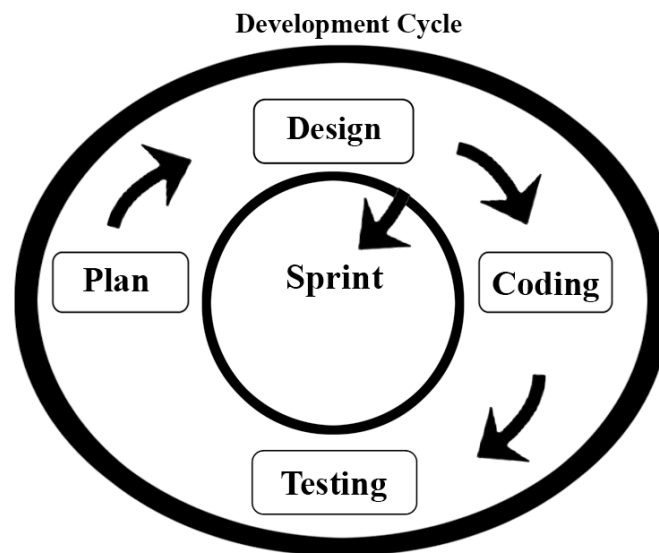 Development Cycle
Design
Plan
Sprint
Coding
Testing